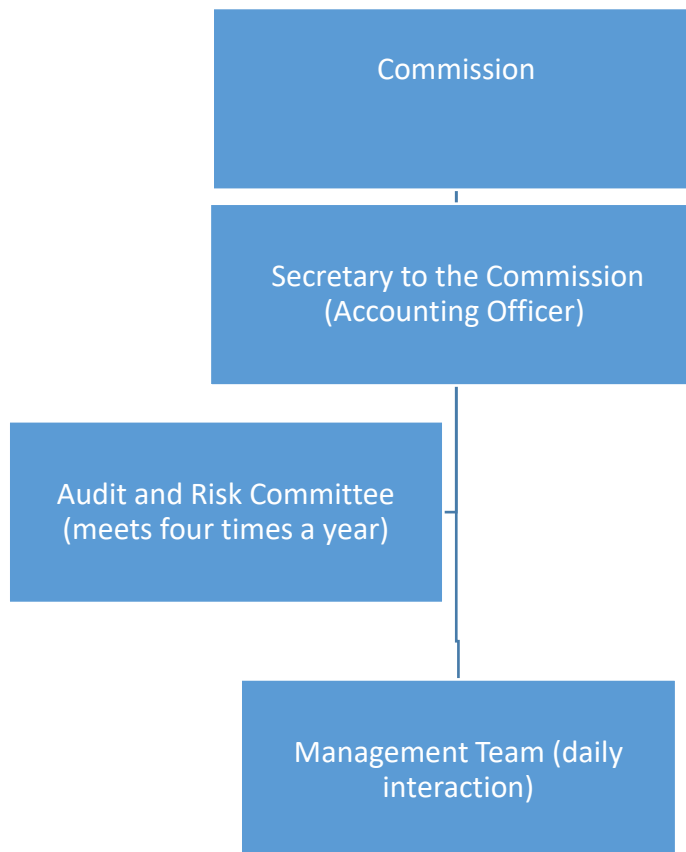 Commission
Secretary to the Commission
(Accounting Officer)
Audit and Risk Committee
(meets four times a year)
Management Team (daily
interaction)